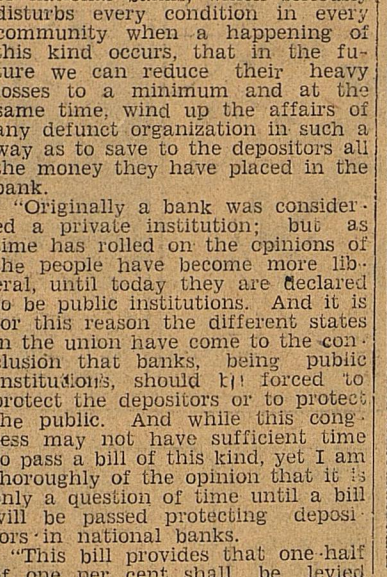 disturbs every condition in every
community when a happening of
this kind occurs, that in the fu-
ture we can reduce their heavy
losses to a minimum and at the
same time, wind up the affairs of
any defunct organization in such a
way as to save to the depositors all
the money they have placed in the
bank.
"Originally a bank was consider-
ed a private institution; but as
time has rolled on the opinions of
the people have become more lib-
eral, until today they are declared
to be public institutions. And it is
for this reason the different states
in the union have come to the con-
clusion that banks, being public
institutions, should forced to
protect the depositors or to protect
the public. And while this cong-
ress may not have sufficient time
to pass a bill of this kind, yet I am
thoroughly of the opinion that it is
only a question of time until a bill
will be passed protecting deposi-
tors in national banks.
"This bill provides that one-half
of one per cent shall be levied